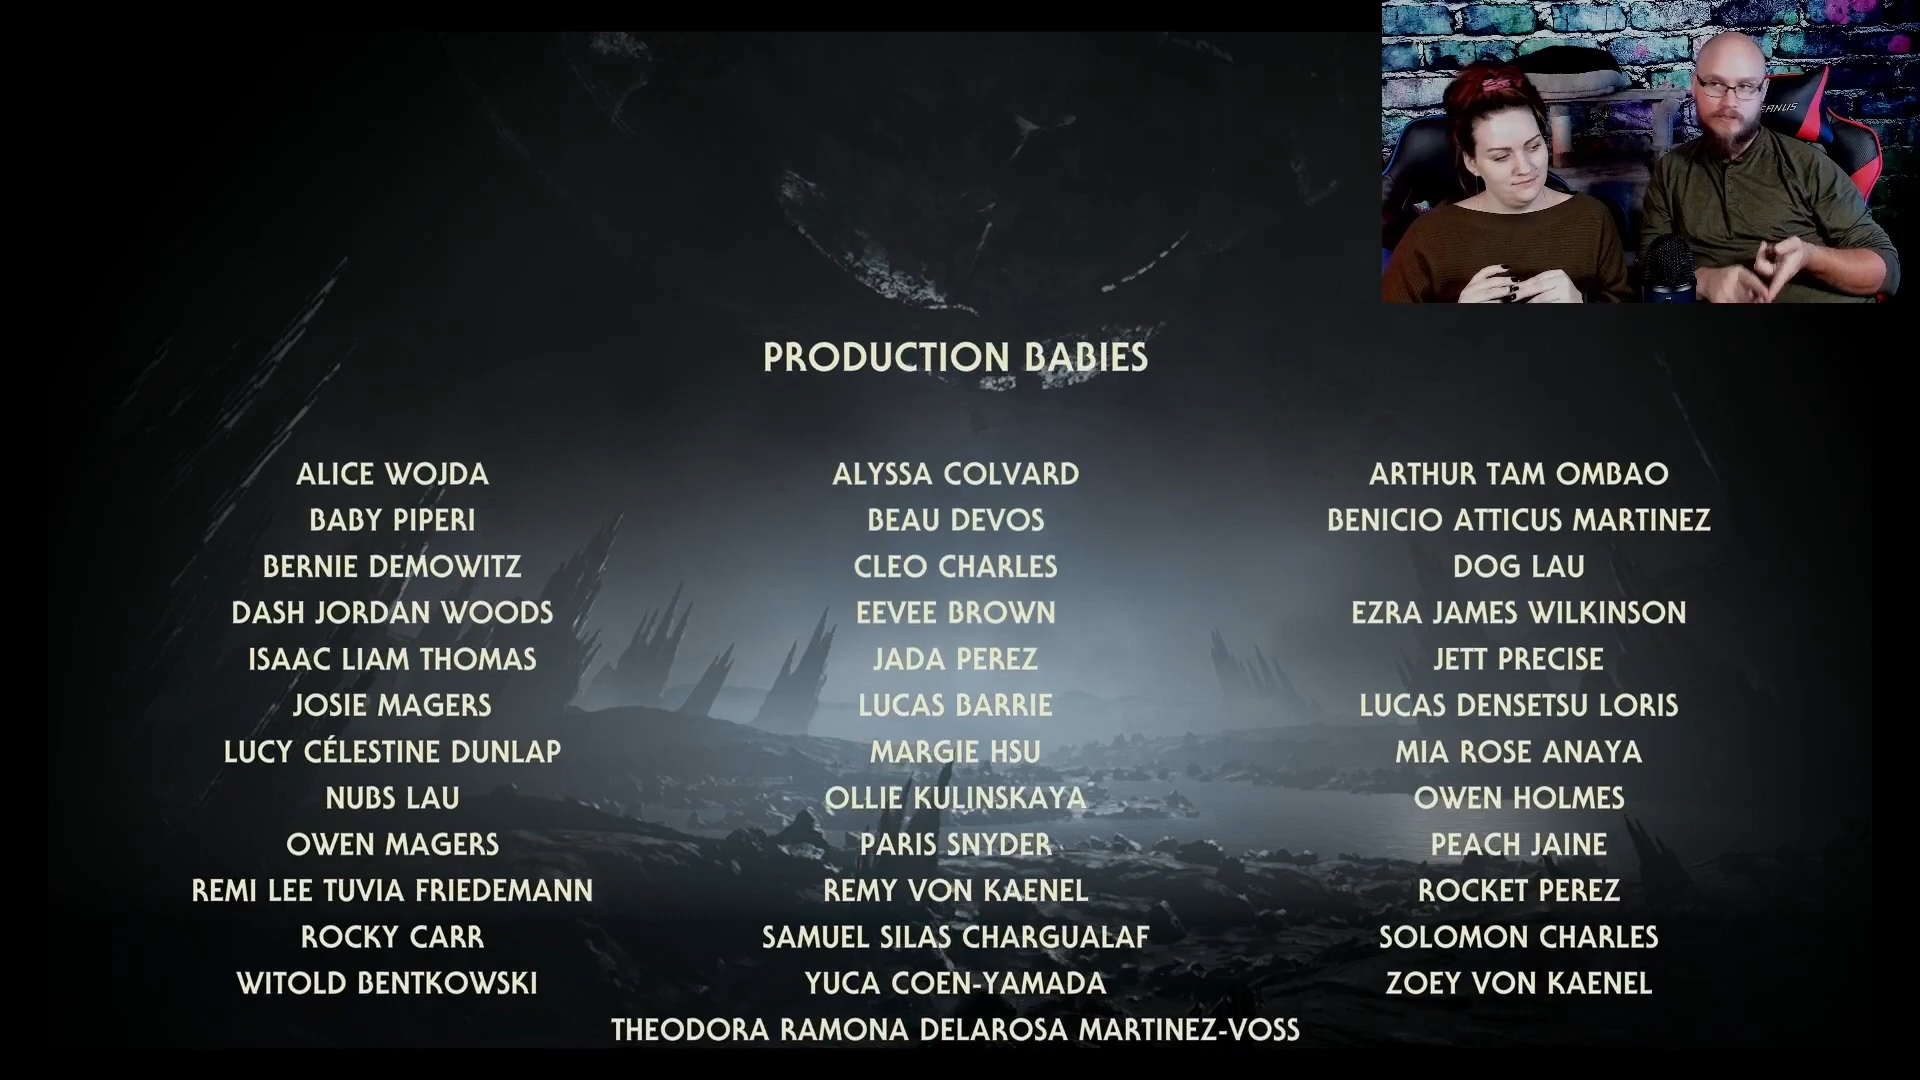 PRODUCTION BABIES
ALICE WOJDA ALYSSA COLVARD ARTHUR TAM OMBAO
BABY PIPERI BEAU DEVOS BENICIO ATTICUS MARTINEZ
BERNIE DEMOWITZ CLEO CHARLES DOG LAU
DASH JORDAN WOODS EEVEE BROWN EZRA JAMES WILKINSON
ISAAC LIAM THOMAS JADA PEREZ JETT PRECISE
JOSIE MAGERS LUCAS BARRIE LUCAS DENSETSU LORIS
LUCY CÉLESTINE DUNLAP MARGIE HSU MIA ROSE ANAYA
NUBS LAU OLLIE KULINSKAYA OWEN HOLMES
OWEN MAGERS PARIS SNYDER PEACH JAINE
REMI LEE TUVIA FRIEDEMANN REMY VON KAENEL ROCKET PEREZ
ROCKY CARR SAMUEL SILAS CHARGUALAF SOLOMON CHARLES
WITOLD BENTKOWSKI YUCA COEN-YAMADA ZOEY VON KAENEL
THEODORA RAMONA DELAROSA MARTINEZ-VOSS